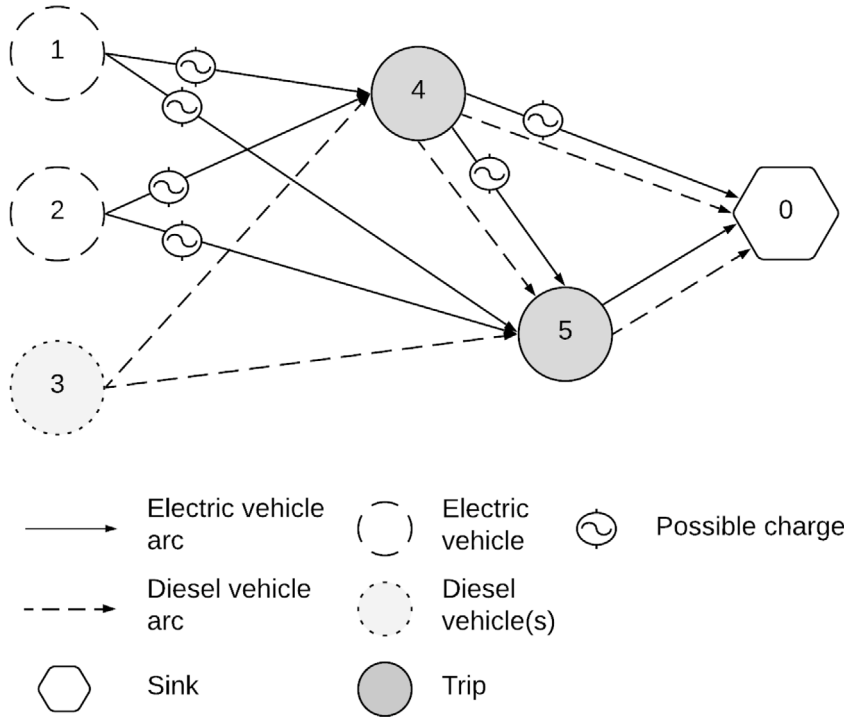 1
4
2
0
5
3
Electric vehicle
arc
Electric
vehicle
Possible charge
Diesel vehicle
arc
Diesel
vehicle(s)
Sink
Trip